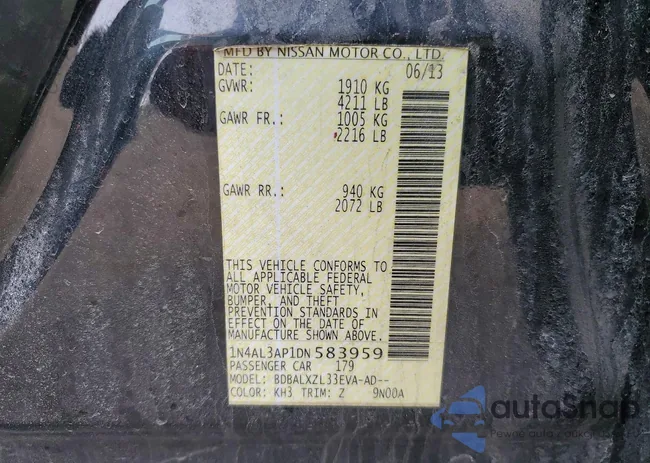 MFD BY NISSAN MOTOR CO., LTD
DATE: 06/13
GVWR: 1910 KG
4211 LB
GAWR FR.: 1005 KG
2216 LB
GAWR RR.: 940 KG
2072 LB
THIS VEHICLE CONFORMS TO
ALL APPLICABLE FEDERAL
MOTOR VEHICLE SAFETY,
BUMPER, AND THEFT
PREVENTION STANDARDS IN
EFFECT ON THE DATE OF
MANUFACTURE SHOWN ABOVE.
1N4AL3AP1DN583959
PASSENGER CAR 179
MODEL: BDBALXZL33EVA-AD--
COLOR: KH3 TRIM: Z 9N00A
autoSnap
Pewne auto z aukcji